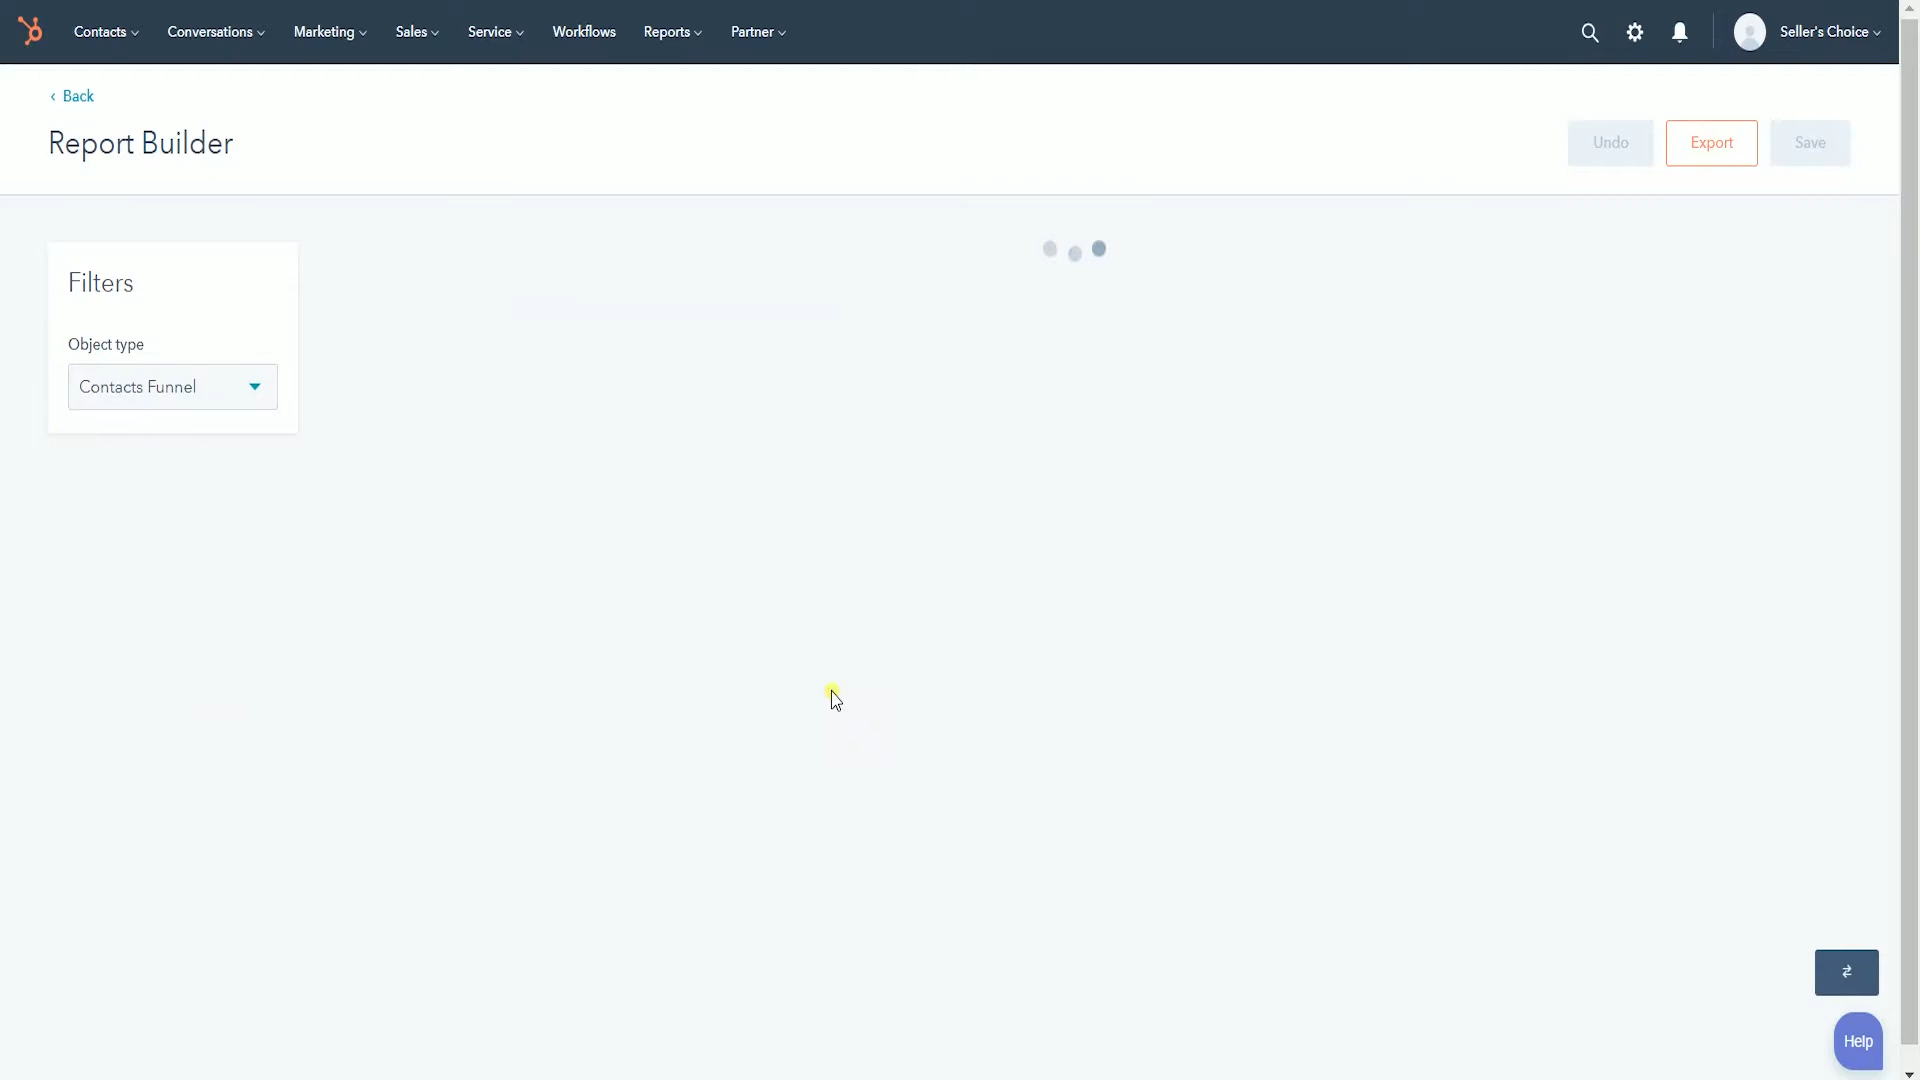 Contacts
Conversations
Marketing
Sales
Service
Workflows
Reports
Partner
Seller's Choice
Back
Report Builder
Undo
Export
Save
Filters
Object type
Contacts Funnel
Help